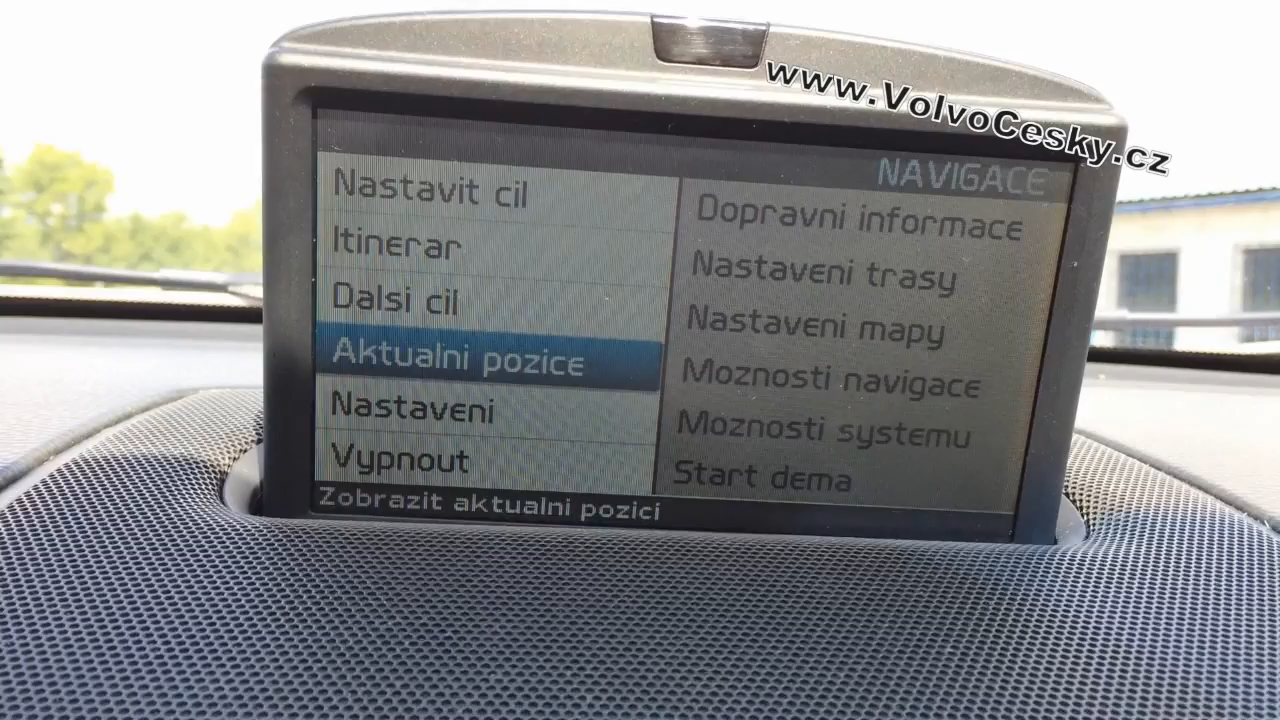 www.VolvoCesky.cz
NAVIGACE
Nastavit cil
Itinerar
Dalsi cil
Aktualni pozice
Nastaveni
Vypnout
Dopravni informace
Nastaveni trasy
Nastaveni mapy
Moznosti navigace
Moznosti systemu
Start dema
Zobrazit aktualni pozici